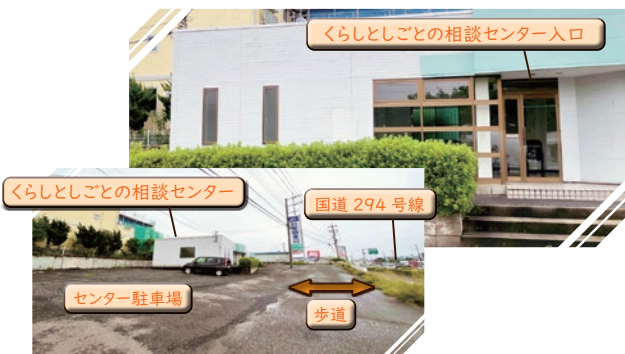 くらしとしごとの相談センター入口
くらしとしごとの相談センター
国道 294 号線
センター駐車場
歩道